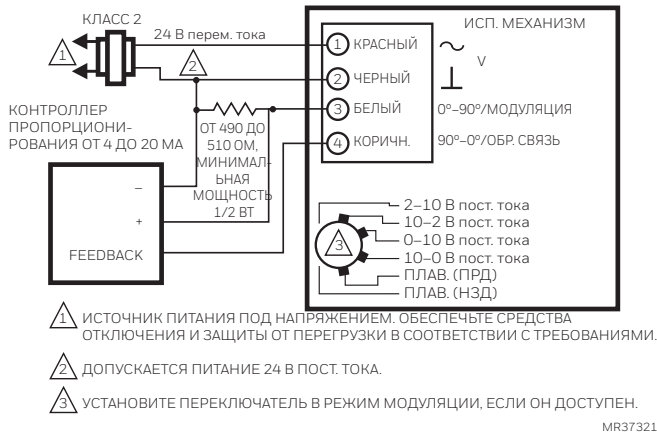 КЛАСС 2
ИСП. МЕХАНИЗМ
24 В перем. тока
1
2
1 КРАСНЫЙ
2 ЧЕРНЫЙ
3 БЕЛЫЙ
4 КОРИЧН.
V
0°–90°/МОДУЛЯЦИЯ
90°–0°/ОБР. СВЯЗЬ
КОНТРОЛЛЕР
ПРОПОРЦИОНИ-
РОВАНИЯ ОТ 4 ДО 20 МА
ОТ 490 ДО
510 ОМ,
МИНИМАЛ-
ЬНАЯ
МОЩНОСТЬ
1/2 ВТ
–
+
FEEDBACK
3
2–10 В пост. тока
10–2 В пост. тока
0–10 В пост. тока
10–0 В пост. тока
ПЛАВ. (ПРД)
ПЛАВ. (НЗД)
1 ИСТОЧНИК ПИТАНИЯ ПОД НАПРЯЖЕНИЕМ. ОБЕСПЕЧЬТЕ СРЕДСТВА
ОТКЛЮЧЕНИЯ И ЗАЩИТЫ ОТ ПЕРЕГРУЗКИ В СООТВЕТСТВИИ С ТРЕБОВАНИЯМИ.
2 ДОПУСКАЕТСЯ ПИТАНИЕ 24 В ПОСТ. ТОКА.
3 УСТАНОВИТЕ ПЕРЕКЛЮЧАТЕЛЬ В РЕЖИМ МОДУЛЯЦИИ, ЕСЛИ ОН ДОСТУПЕН.
MR37321